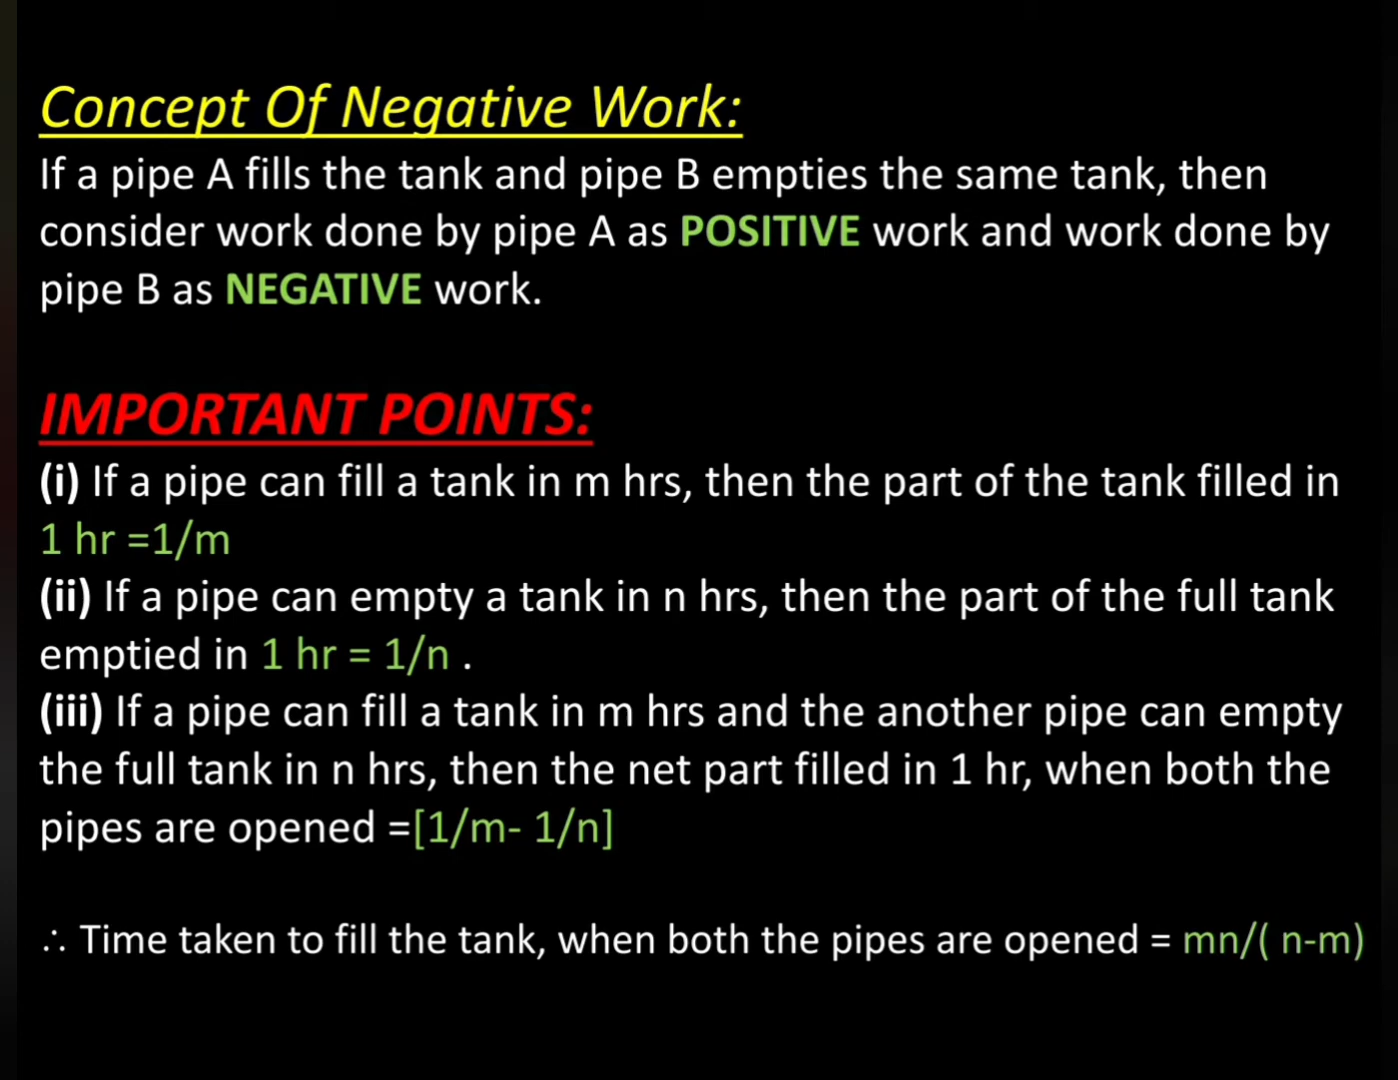 Concept Of Negative Work:
If a pipe A fills the tank and pipe B empties the same tank, then
consider work done by pipe A as POSITIVE work and work done by
pipe B as NEGATIVE work.
IMPORTANT POINTS:
(i) If a pipe can fill a tank in m hrs, then the part of the tank filled in
1 hr =1/m
(ii) If a pipe can empty a tank in n hrs, then the part of the full tank
emptied in 1 hr = 1/n .
(iii) If a pipe can fill a tank in m hrs and the another pipe can empty
the full tank in n hrs, then the net part filled in 1 hr, when both the
pipes are opened =[1/m- 1/n]
∴ Time taken to fill the tank, when both the pipes are opened = mn/( n-m)